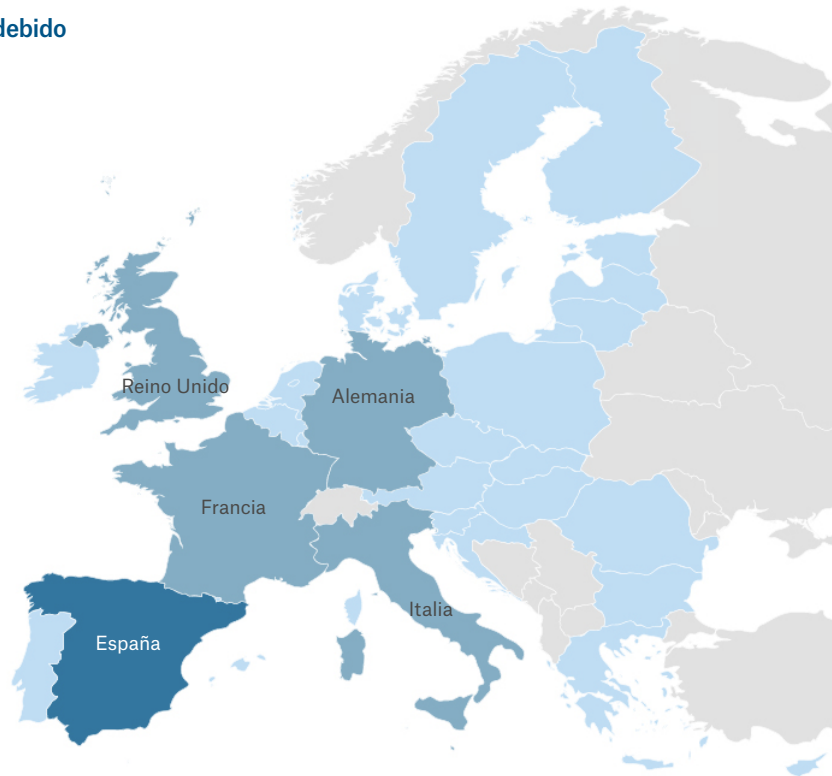 debido
Reino Unido
Alemania
Francia
Italia
España